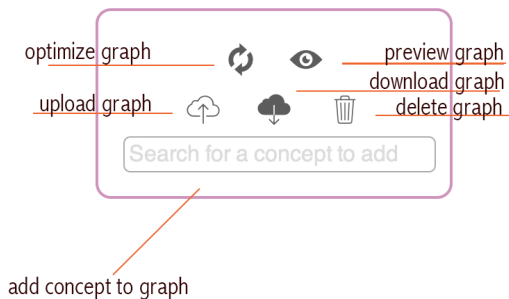 optimize graph
preview graph
download graph
upload graph
delete graph
Search for a concept to add
add concept to graph